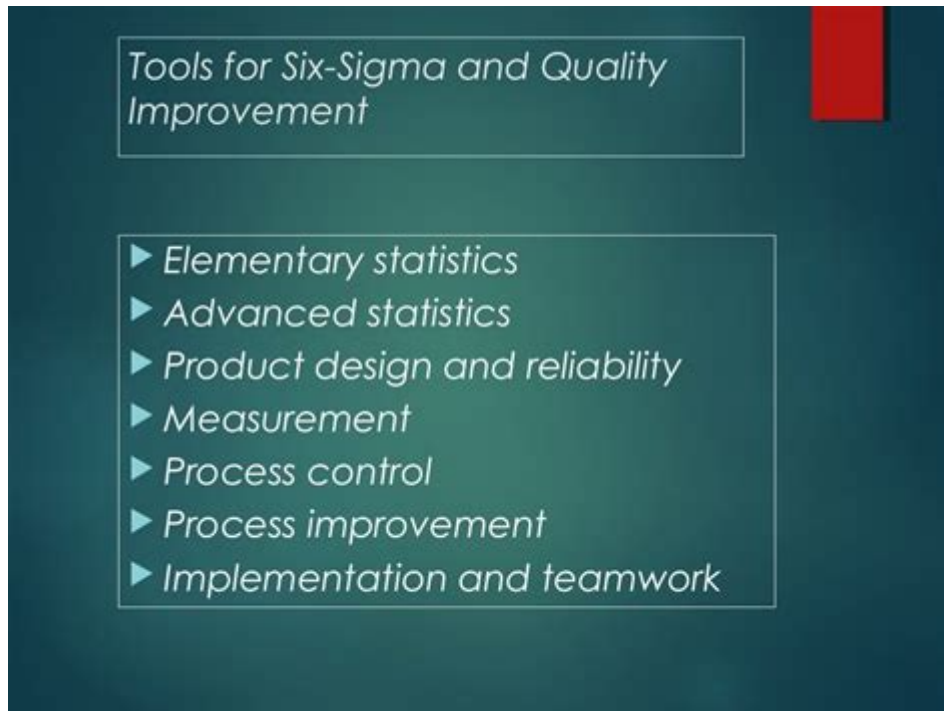 Tools for Six-Sigma and Quality
Improvement
Elementary statistics
Advanced statistics
Product design and reliability
Measurement
Process control
Process improvement
Implementation and teamwork